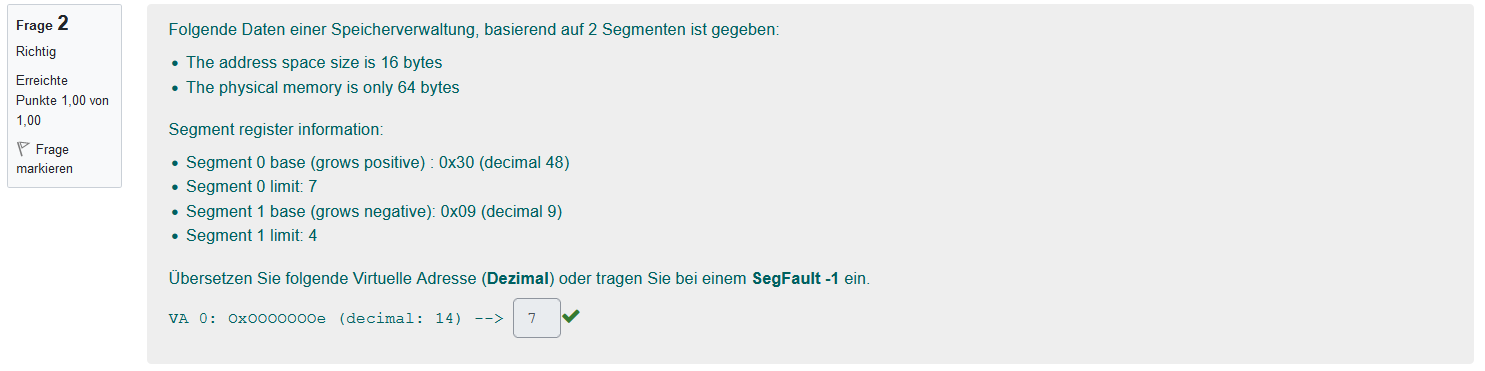 Frage 2
Richtig
Erreichte
Punkte 1,00 von
1,00
Frage
markieren
Folgende Daten einer Speicherverwaltung, basierend auf 2 Segmenten ist gegeben:
• The address space size is 16 bytes
• The physical memory is only 64 bytes
Segment register information:
• Segment 0 base (grows positive) : 0x30 (decimal 48)
• Segment 0 limit: 7
• Segment 1 base (grows negative): 0x09 (decimal 9)
• Segment 1 limit: 4
Übersetzen Sie folgende Virtuelle Adresse (Dezimal) oder tragen Sie bei einem SegFault -1 ein.
VA 0: 0x0000000e (decimal: 14) --> 7